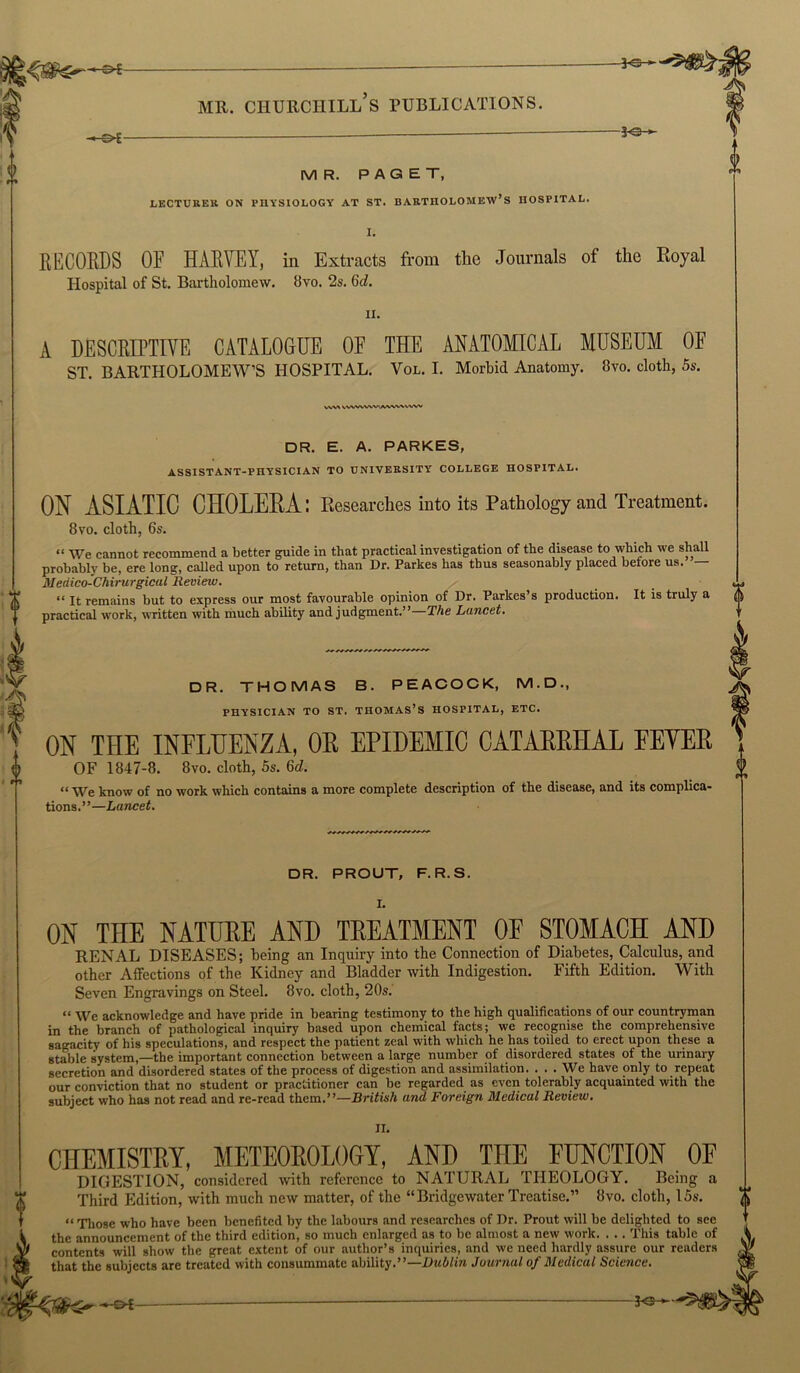 MR. CHURCHILL'S PUBLICATIONS.
MR. PAGET,
LECTURER ON PHYSIOLOGY AT ST. BARTHOLOMEW'S HOSPITAL.
I.
RECORDS OF HARVEY, in Extracts from the Journals of the Royal
Hospital of St. Bartholomew. 8vo. 2s. 6d.
II.
A DESCRIPTIVE CATALOGUE OF THE ANATOMICAL MUSEUM OF
ST. BARTHOLOMEW'S HOSPITAL. VOL. I. Morbid Anatomy. 8vo. cloth, 5s.
DR. E. A. PARKES,
ASSISTANT-PHYSICIAN TO UNIVERSITY COLLEGE HOSPITAL.
ON ASIATIC CHOLERA: Researches into its Pathology and Treatment.
8vo. cloth, 6s.
“ We cannot recommend a better guide in that practical investigation of the disease to which we shall
probably be, ere long, called upon to return, than Dr. Parkes has thus seasonably placed before us.”—
Medico-Chirurgical Review.
“ It remains but to express our most favourable opinion of Dr. Parkes's production. It is truly a
practical work, written with much ability and judgment.”—The Lancet.
DR. THOMAS B. PEACOCK, M.D.,
PHYSICIAN TO ST. THOMAS'S HOSPITAL, ETC.
ON THE INFLUENZA, OR EPIDEMIC CATARRHAL FEVER
OF 1847-8. 8vo. cloth, 5s. 6d.
“ We know of no work which contains a more complete description of the disease, and its complica-
tions.”—Lancet.
DR. PROUT, F.R.S.
I.
ON THE NATURE AND TREATMENT OF STOMACH AND
RENAL DISEASES; being an Inquiry into the Connection of Diabetes, Calculus, and
other Affections of the Kidney and Bladder with Indigestion. Fifth Edition. With
Seven Engravings on Steel. 8vo. cloth, 20s.
“ We acknowledge and have pride in bearing testimony to the high qualifications of our countryman
in the branch of pathological inquiry based upon chemical facts; we recognise the comprehensive
sagacity of his speculations, and respect the patient zeal with which he has toiled to erect upon these a
stable system,—the important connection between a large number of disordered states of the urinary
secretion and disordered states of the process of digestion and assimilation. . . . We have only to repeat
our conviction that no student or practitioner can be regarded as even tolerably acquainted with the
subject who has not read and re-read them.”—British and Foreign Medical Review.
II.
CHEMISTRY, METEOROLOGY, AND THE FUNCTION OF
DIGESTION, considered with reference to NATURAL THEOLOGY. Being a
Third Edition, with much new matter, of the “Bridgewater Treatise.” 8vo. cloth, 15s.
“ Those who have been benefited by the labours and researches of Dr. Prout will be delighted to see
the announcement of the third edition, so much enlarged as to be almost a new work. . . . This table of
contents will show the great extent of our author's inquiries, and we need hardly assure our readers
that the subjects are treated with consummate ability.”—Dublin Journal of Medical Science.